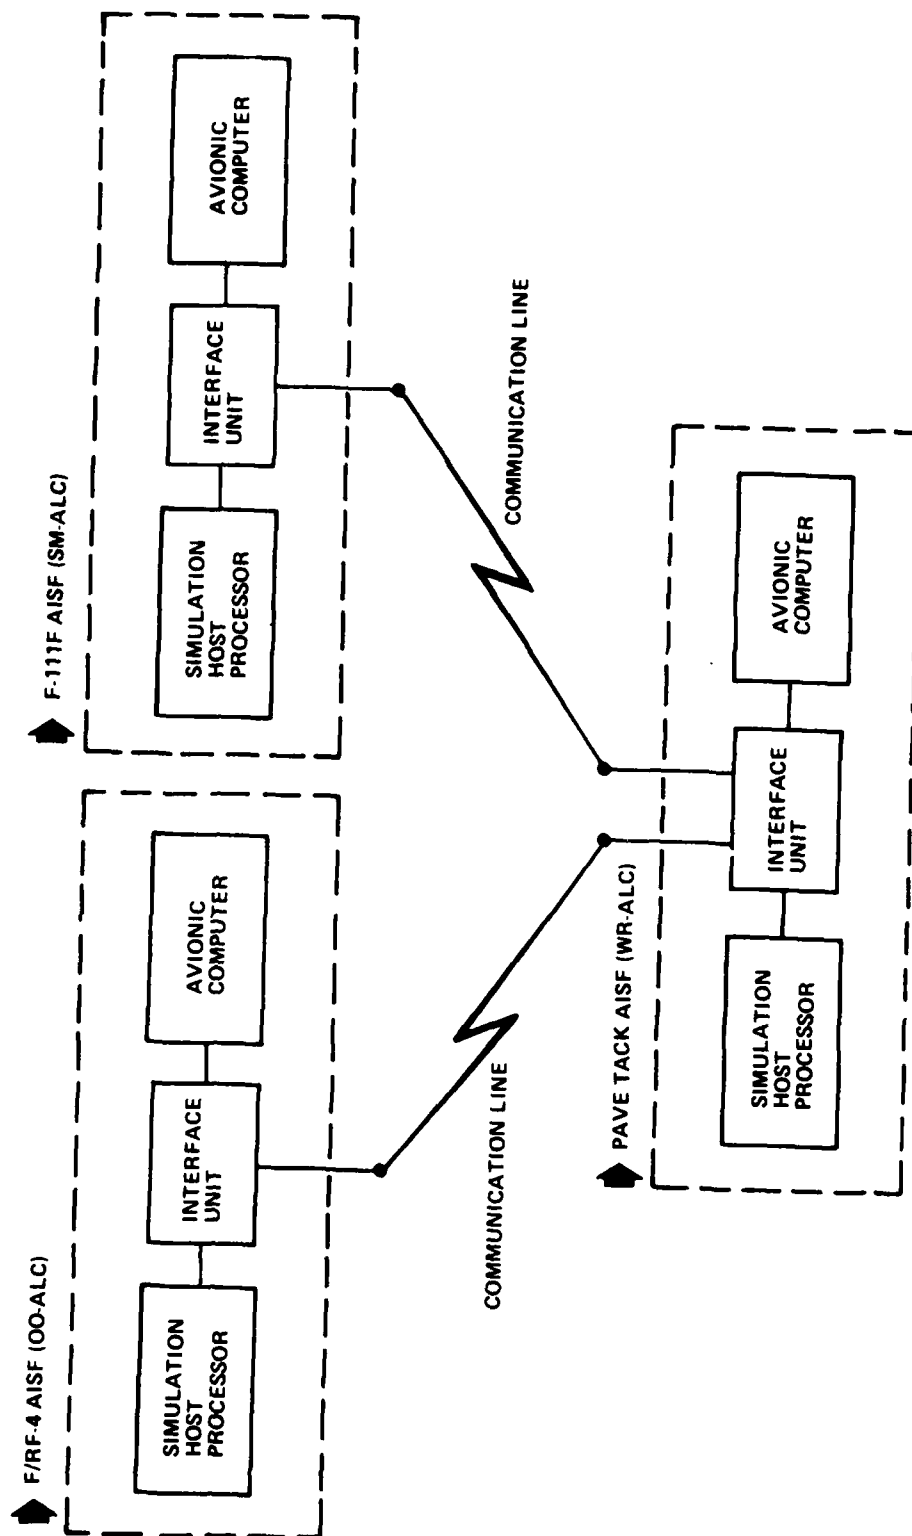 F/RF-4 AISF (OO-ALC)
SIMULATION
HOST
PROCESSOR
INTERFACE
UNIT
AVIONIC
COMPUTER
F-111F AISF (SM-ALC)
SIMULATION
HOST
PROCESSOR
INTERFACE
UNIT
AVIONIC
COMPUTER
COMMUNICATION LINE
COMMUNICATION LINE
PAVE TACK AISF (WR-ALC)
SIMULATION
HOST
PROCESSOR
INTERFACE
UNIT
AVIONIC
COMPUTER